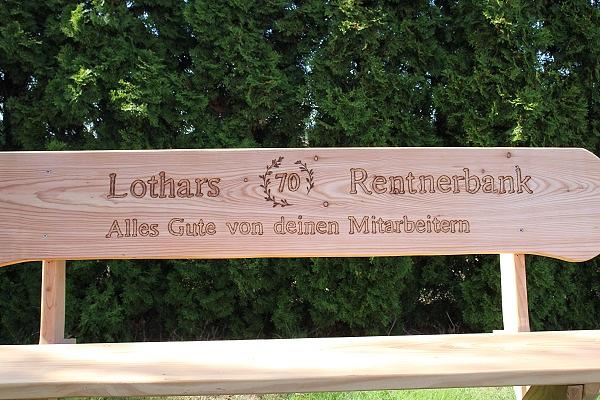 Lothars 70 Rentnerbank
Alles Gute von deinen Mitarbeitern